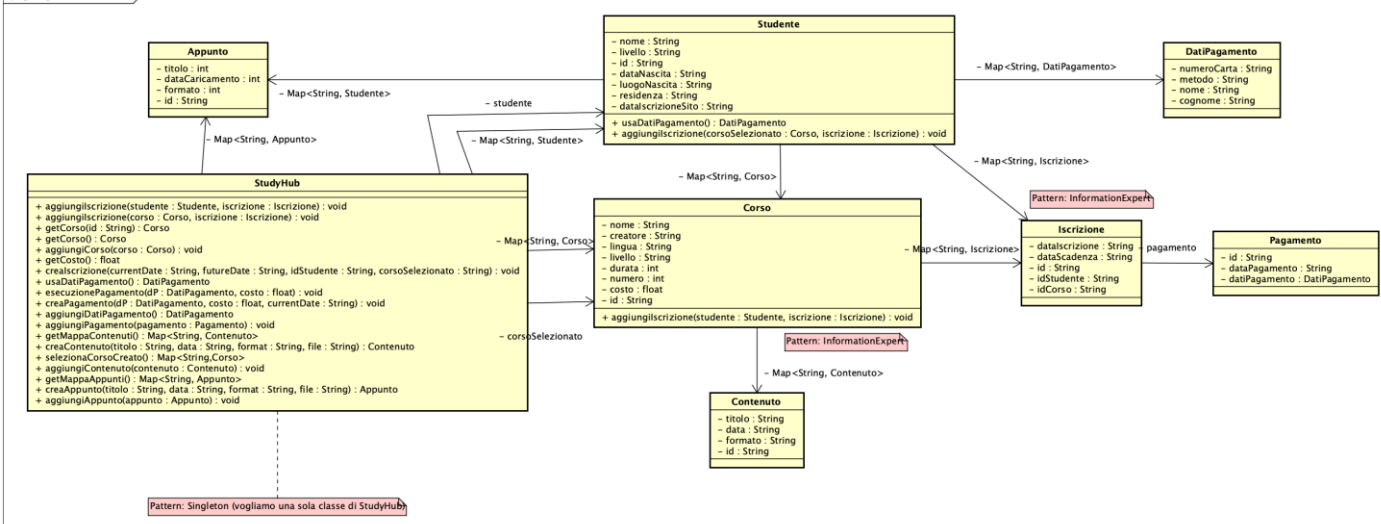 Studente
- nome : String
- livello : String
- id : String
- dataNascita : String
- luogoNascita : String
- residenza : String
- dataIscrizioneSito : String
+ usaDatiPagamento() : DatiPagamento
+ aggiungiIscrizione(corsoSelezionato : Corso, iscrizione : Iscrizione) : void
Appunto
- titolo : int
- dataCaricamento : int
- formato : int
- id : String
DatiPagamento
- numeroCarta : String
- metodo : String
- nome : String
- cognome : String
- Map<String, DatiPagamento>
- Map<String, Studente>
- studente
- Map<String, Appunto>
- Map<String, Studente>
- Map<String, Iscrizione>
- Map<String, Corso>
StudyHub
+ aggiungiIscrizione(studente : Studente, iscrizione : Iscrizione) : void
+ aggiungiIscrizione(corso : Corso, iscrizione : Iscrizione) : void
+ getCorso(id : String) : Corso
+ getCorso() : Corso
+ aggiungiCorso(corso : Corso) : void
+ getCosto() : float
+ creaIscrizione(currentDate : String, futureDate : String, idStudente : String, corsoSelezionato : String) : void
+ usaDatiPagamento() : DatiPagamento
+ esecuzionePagamento(dP : DatiPagamento, costo : float) : void
+ creaPagamento(dP : DatiPagamento, costo : float, currentDate : String) : void
+ aggiungiDatiPagamento() : DatiPagamento
+ aggiungiPagamento(pagamento : Pagamento) : void
+ getMappaContenuti() : Map<String, Contenuto>
+ creaContenuto(titolo : String, data : String, format : String, file : String) : Contenuto
+ selezionaCorsoCreato() : Map<String,Corso>
+ aggiungiContenuto(contenuto : Contenuto) : void
+ getMappaAppunti() : Map<String, Appunto>
+ creaAppunto(titolo : String, data : String, format : String, file : String) : Appunto
+ aggiungiAppunto(appunto : Appunto) : void
- Map<String, Corso>
- corsoSelezionato
Corso
- nome : String
- creatore : String
- lingua : String
- livello : String
- durata : int
- numero : int
- costo : float
- id : String
+ aggiungiIscrizione(studente : Studente, iscrizione : Iscrizione) : void
- Map<String, Iscrizione>
Pattern: InformationExpert
Iscrizione
- dataIscrizione : String
- dataScadenza : String
- id : String
- idStudente : String
- idCorso : String
- pagamento
Pagamento
- id : String
- dataPagamento : String
- datiPagamento : DatiPagamento
Pattern: InformationExpert
- Map<String, Contenuto>
Contenuto
- titolo : String
- data : String
- formato : String
- id : String
Pattern: Singleton (vogliamo una sola classe di StudyHub)